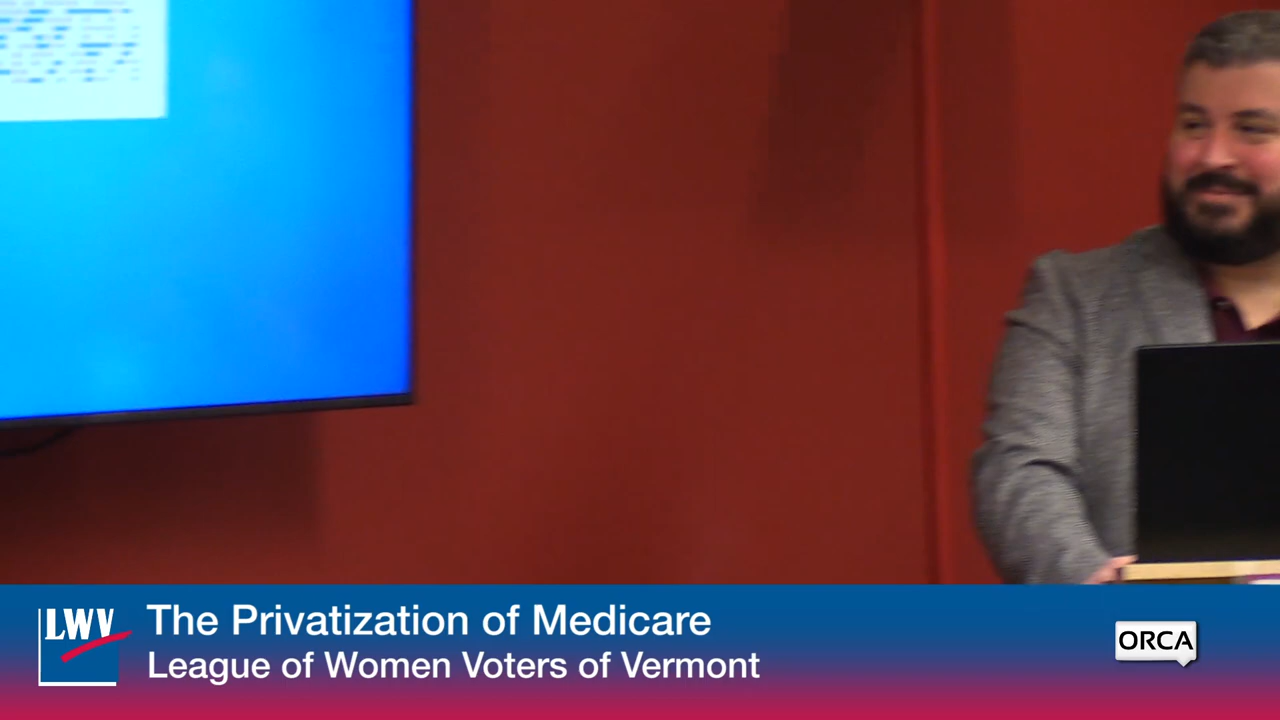 LWV
The Privatization of Medicare
League of Women Voters of Vermont
ORCA